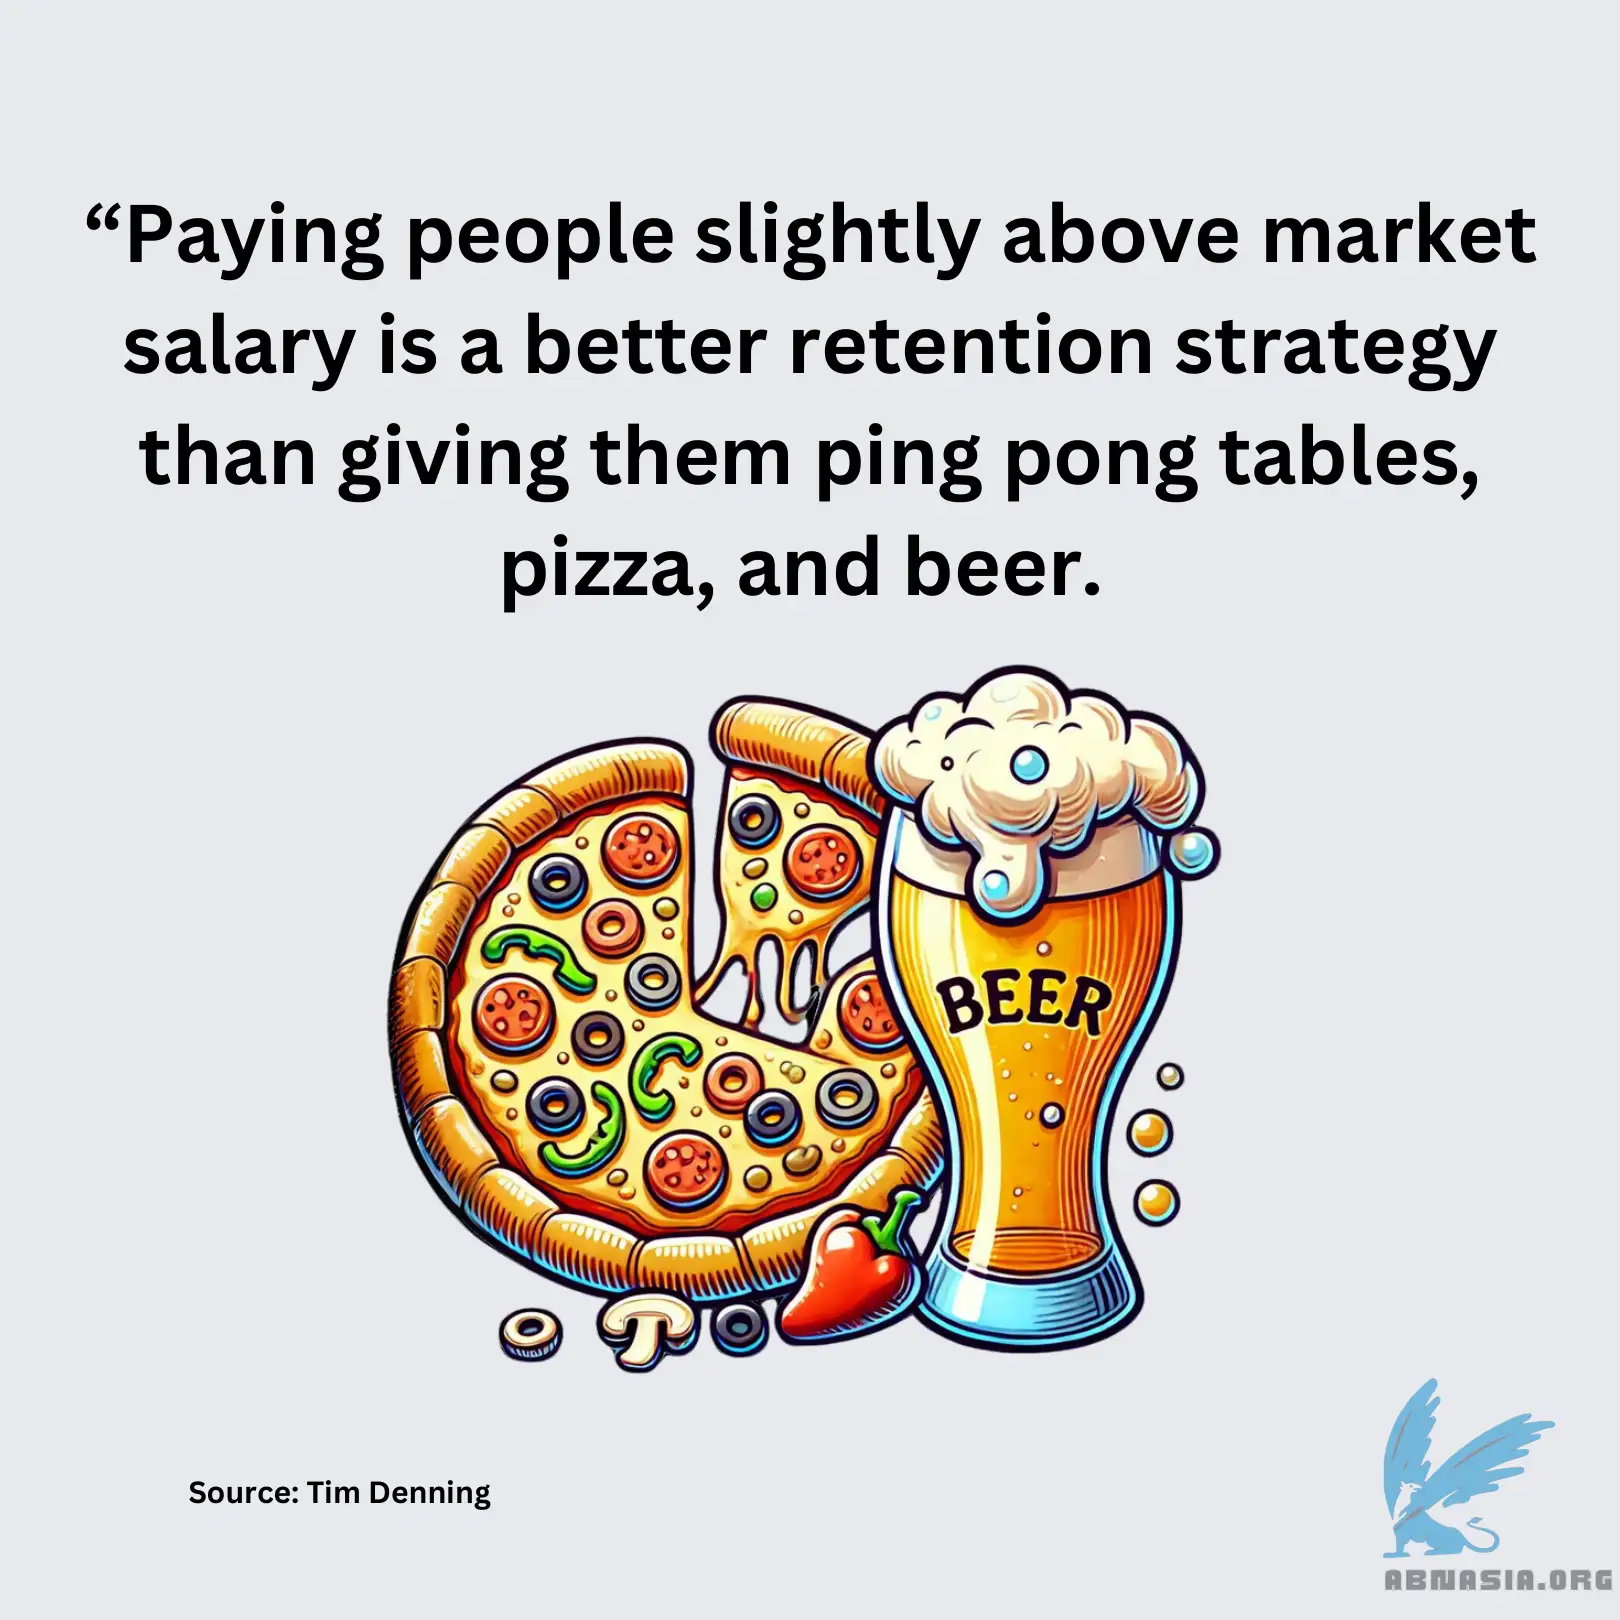 “Paying people slightly above market
salary is a better retention strategy
than giving them ping pong tables,
pizza, and beer.
BEER
Source: Tim Denning
ABNASIA.ORG